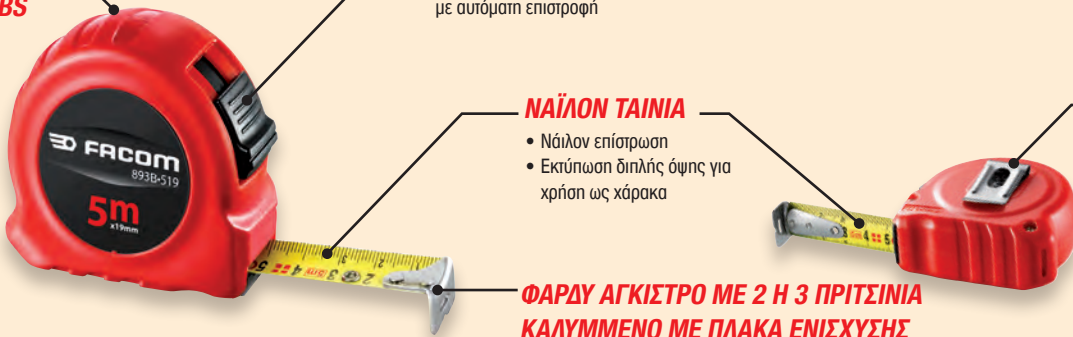 BS
με αυτόματη επιστροφή
ΝΑΪΛΟΝ ΤΑΙΝΙΑ
• Νάιλον επίστρωση
• Εκτύπωση διπλής όψης για
χρήση ως χάρακα
FACOM
893B•519
5m
x19mm
ΦΑΡΔΥ ΑΓΚΙΣΤΡΟ ΜΕ 2 Η 3 ΠΡΙΤΣΙΝΙΑ
ΚΑΛΥΜΜΕΝΟ ΜΕ ΠΛΑΚΑ ΕΝΙΣΧΥΣΗΣ